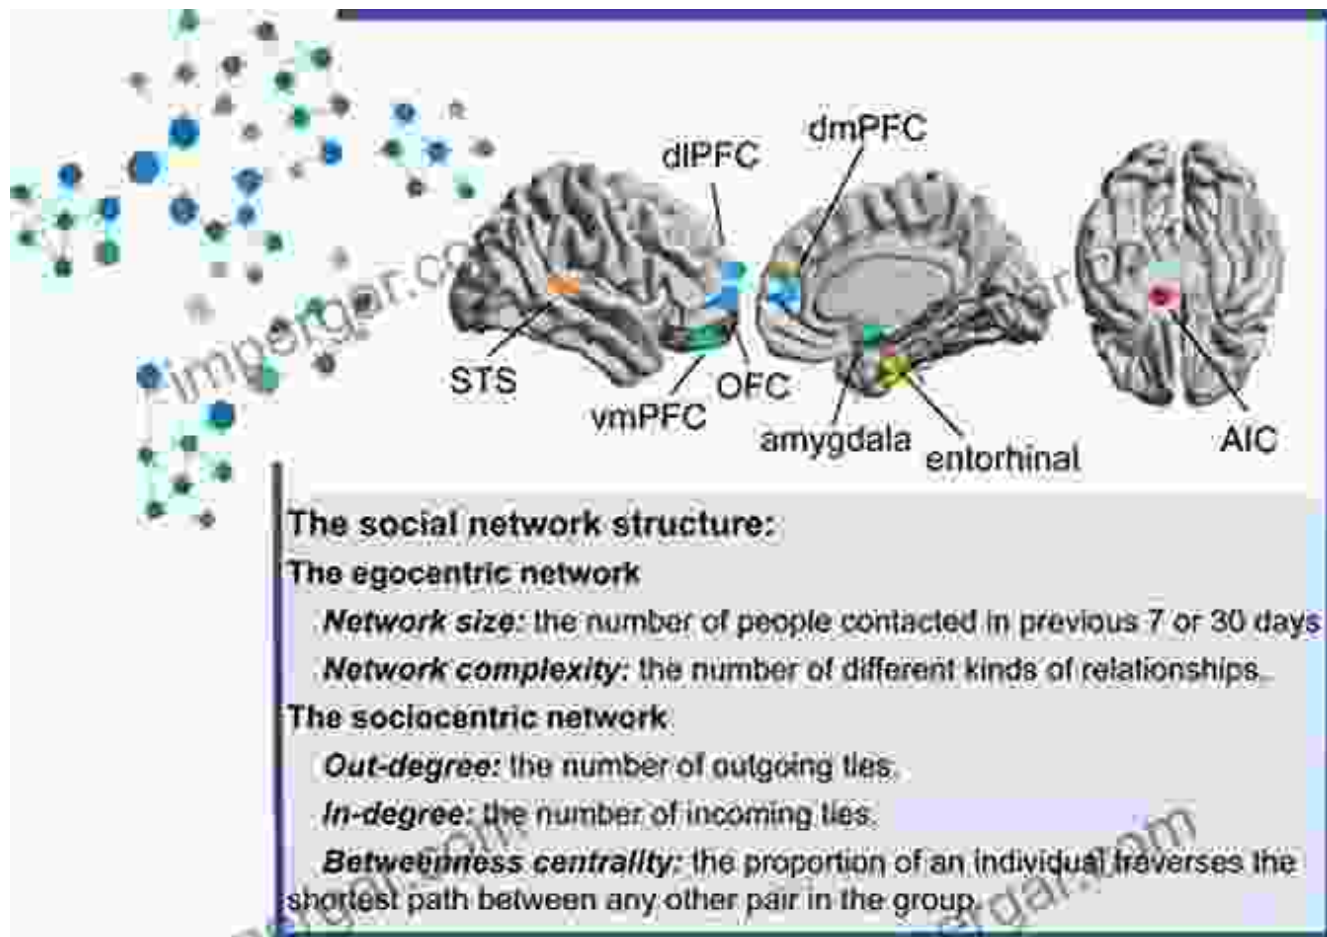 dmPFC
dlPFC
STS
OFC
vmPFC
amygdala
entorhinal
AIC
impergar.co
The social network structure:
The egocentric network
Network size: the number of people contacted in previous 7 or 30 days
Network complexity: the number of different kinds of relationships.
The sociocentric network
Out-degree: the number of outgoing ties.
In-degree: the number of incoming ties.
Betweenness centrality: the proportion of an individual traverses the
shortest path between any other pair in the group.